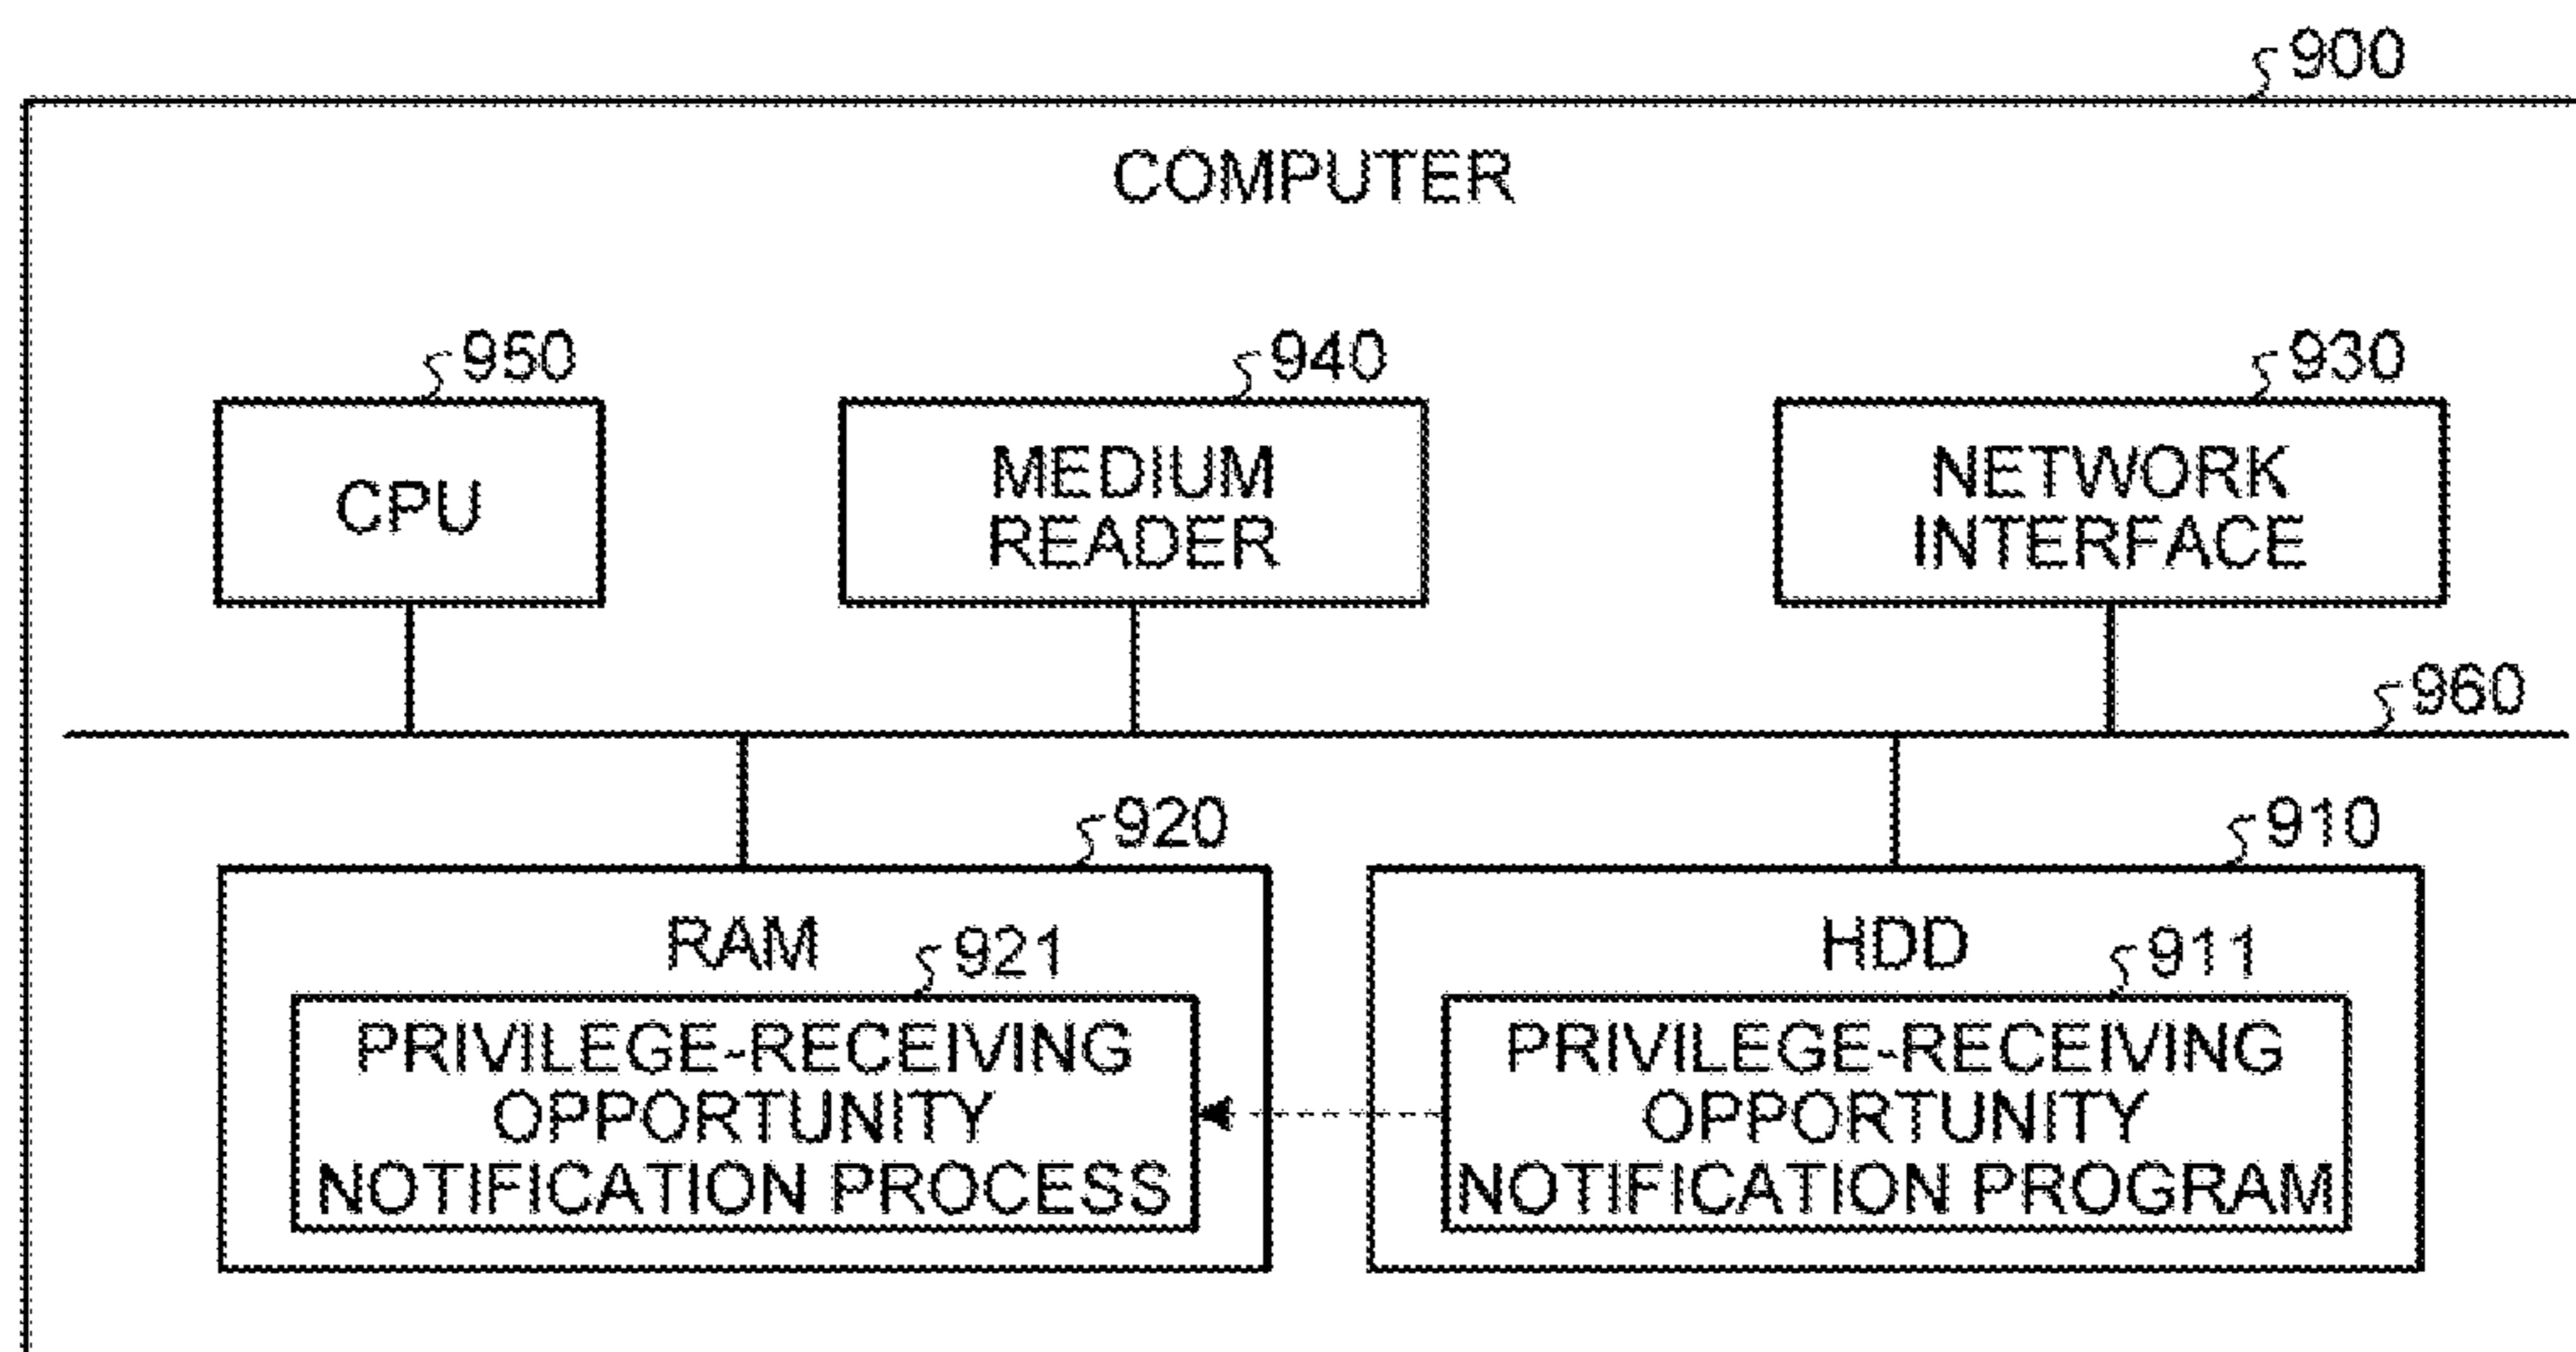 900
COMPUTER
950
940
930
CPU
MEDIUM
READER
NETWORK
INTERFACE
960
920
910
RAM
921
HDD
911
PRIVILEGE-RECEIVING
OPPORTUNITY
NOTIFICATION PROCESS
PRIVILEGE-RECEIVING
OPPORTUNITY
NOTIFICATION PROGRAM